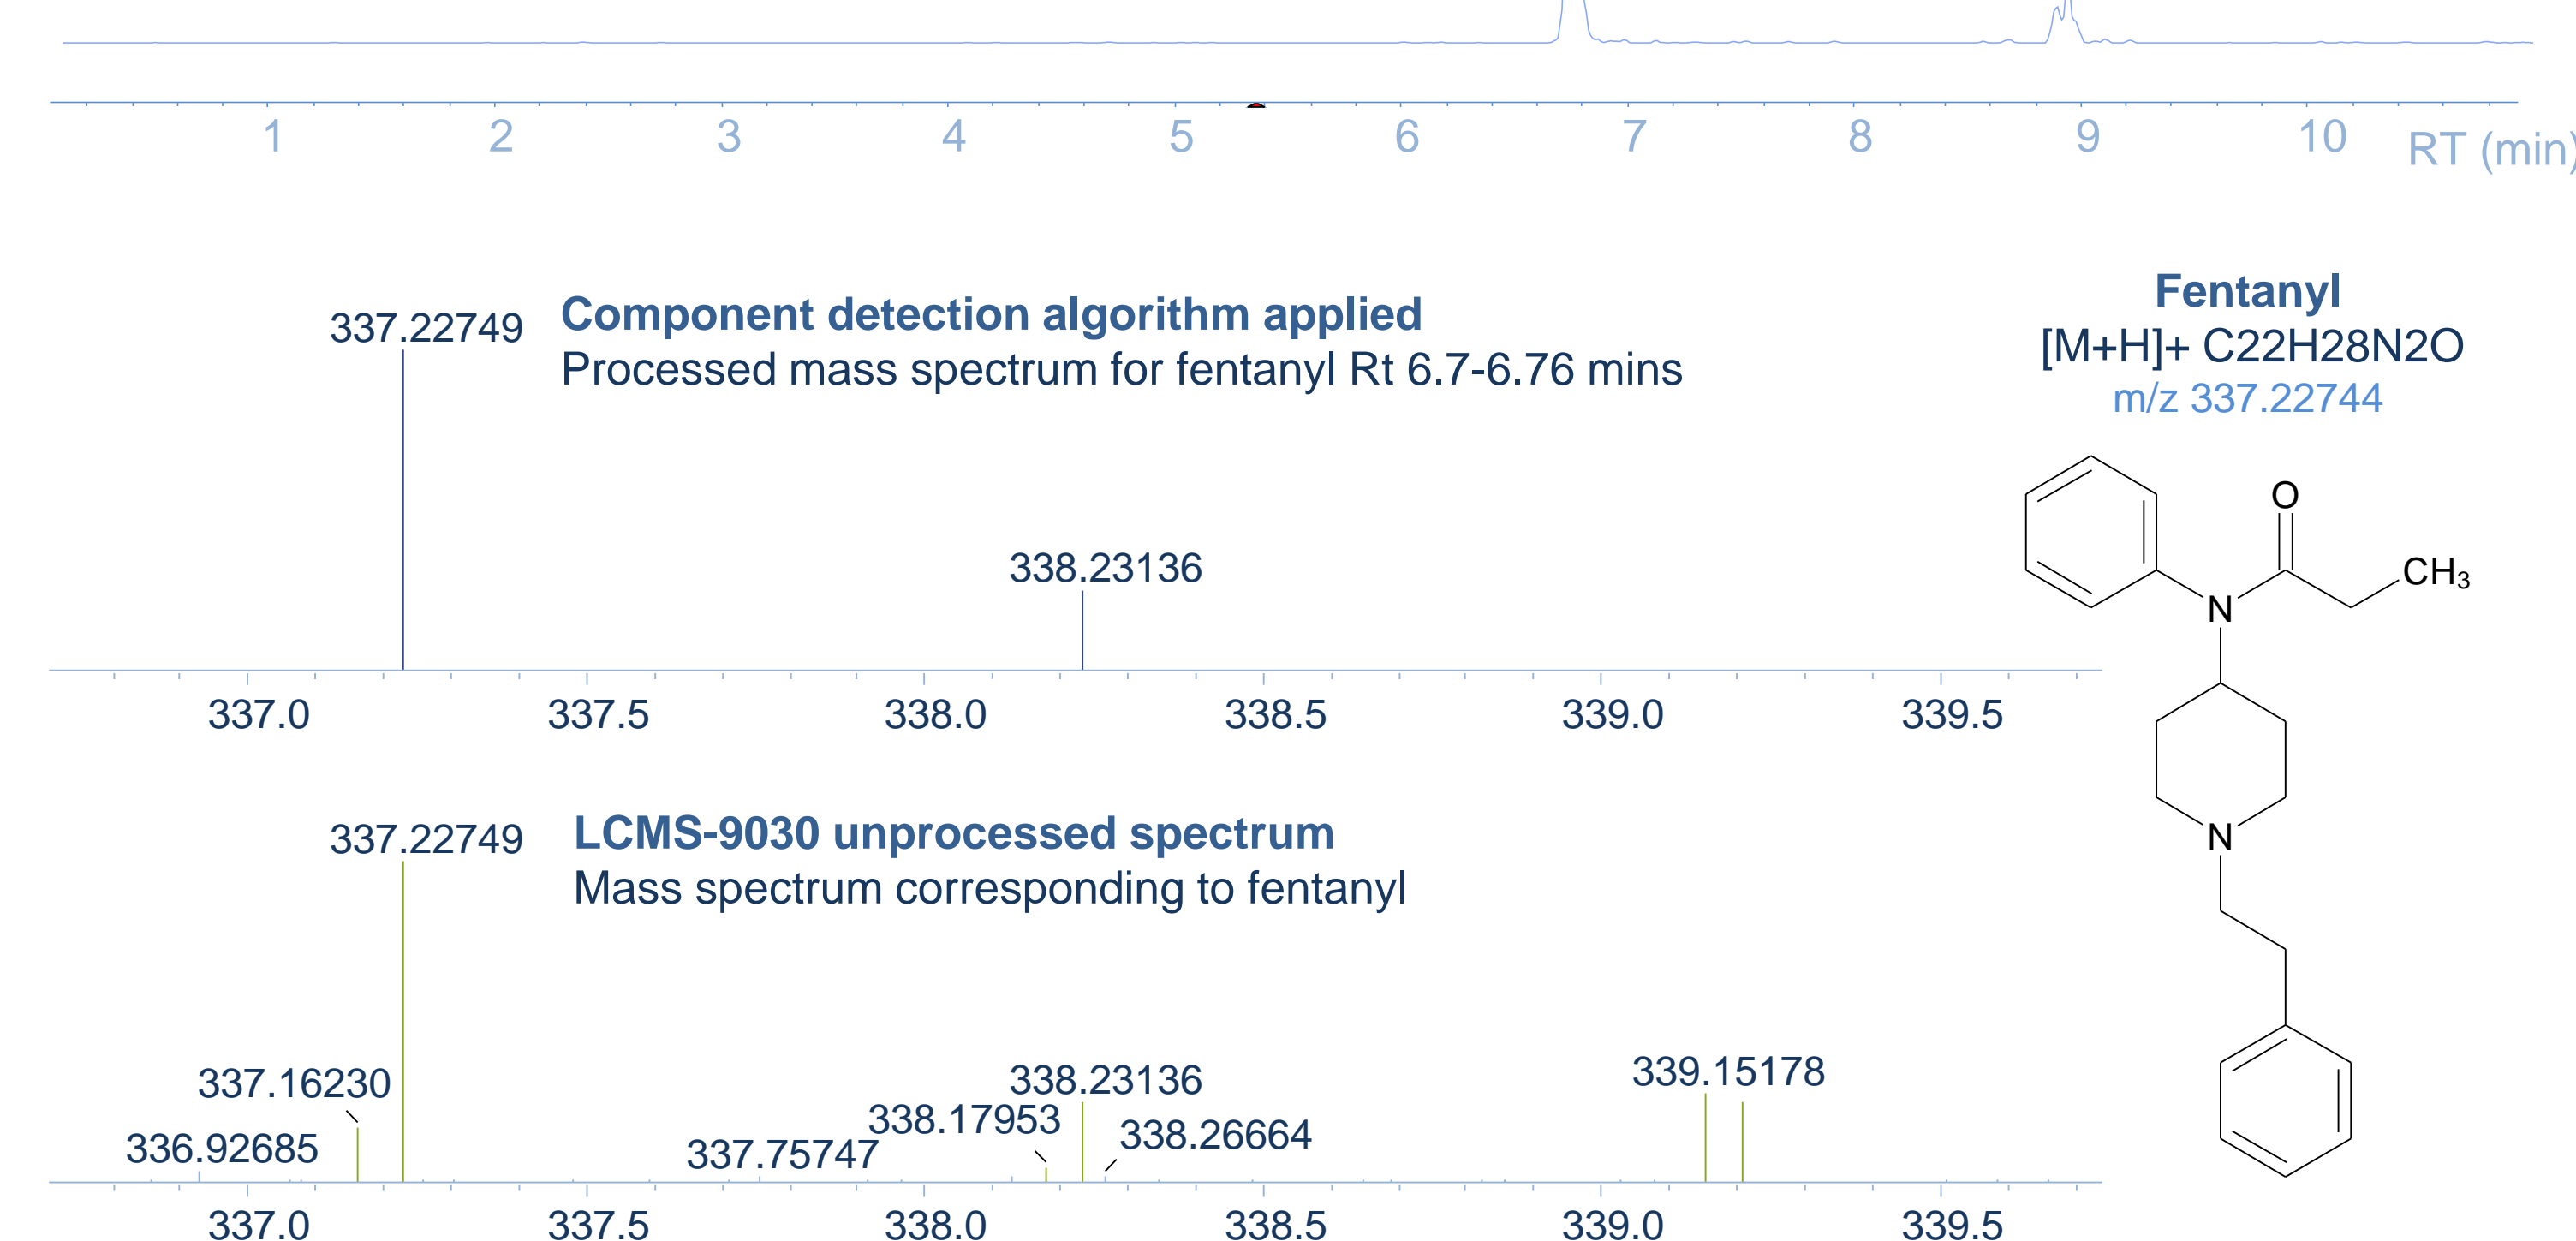 1 2 3 4 5 6 7 8 9 10 RT (min)
Fentanyl
[M+H]+ C22H28N2O
m/z 337.22744
337.22749
Component detection algorithm applied
Processed mass spectrum for fentanyl Rt 6.7-6.76 mins
338.23136
337.0 337.5 338.0 338.5 339.0 339.5
O
CH3
N
N
337.22749
LCMS-9030 unprocessed spectrum
Mass spectrum corresponding to fentanyl
337.16230
336.92685
337.75747
338.17953
338.23136
338.26664
339.15178
337.0 337.5 338.0 338.5 339.0 339.5